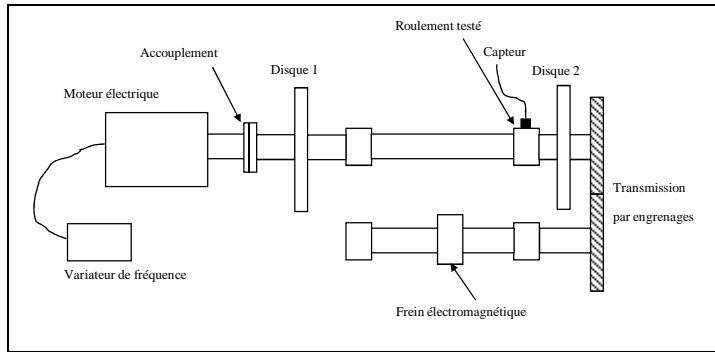 Roulement testé
Accouplement
Capteur
Disque 1
Disque 2
Moteur électrique
Transmission
par engrenages
Variateur de fréquence
Frein électromagnétique